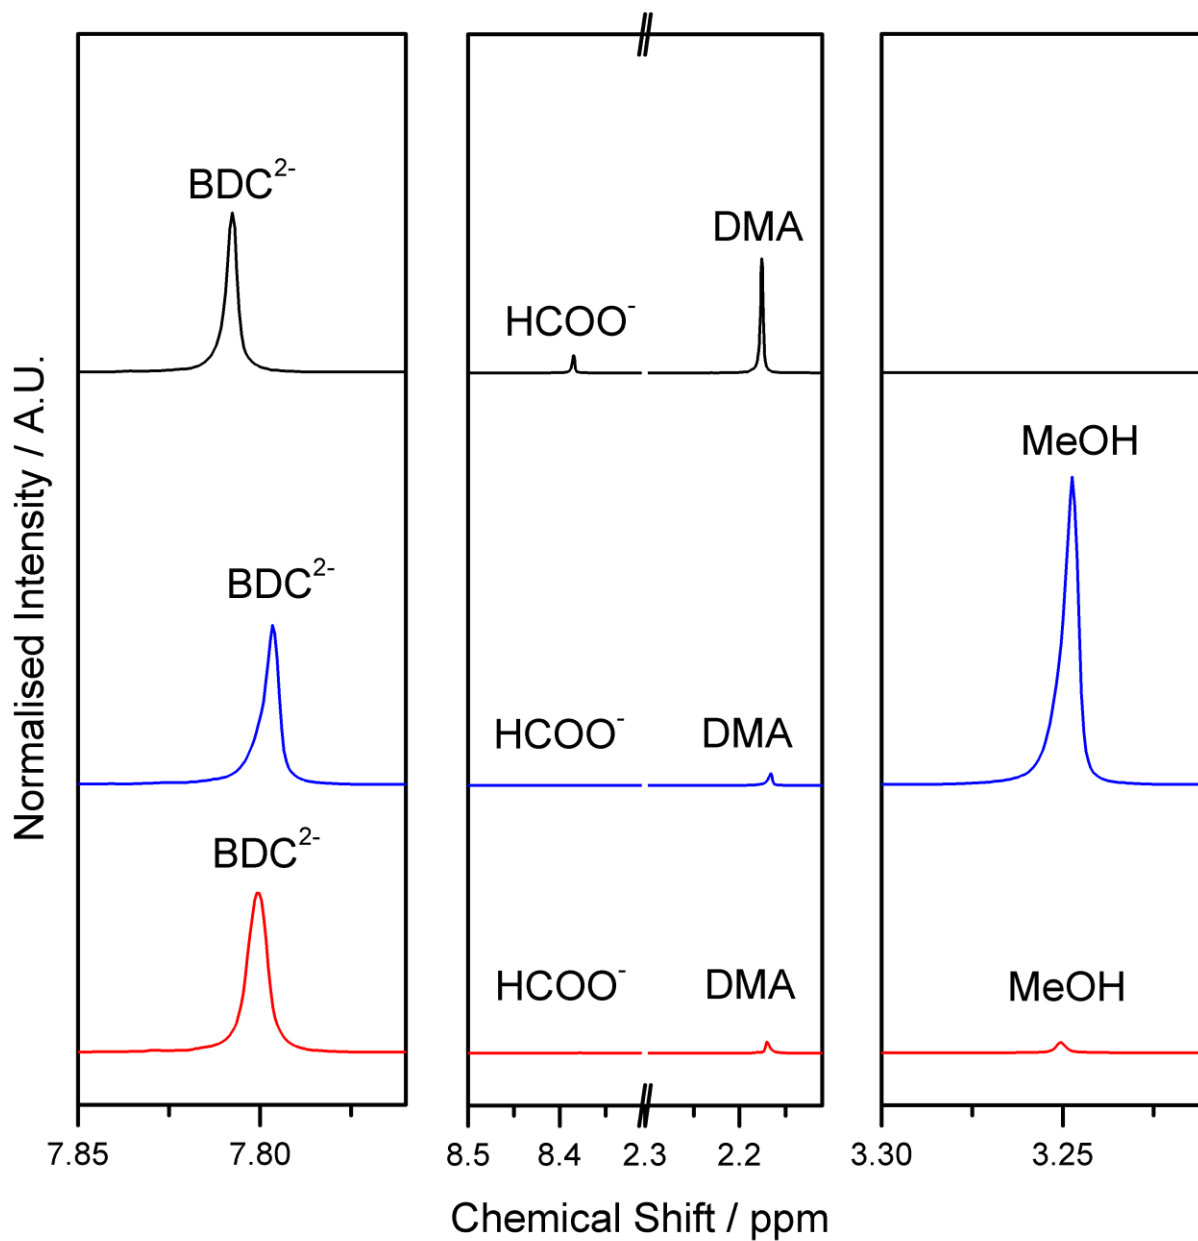 BDC²⁻
DMA
HCOO⁻
MeOH
BDC²⁻
HCOO⁻
DMA
BDC²⁻
HCOO⁻
DMA
MeOH
Normalised Intensity / A.U.
7.85
7.80
8.5
8.4
2.3
2.2
3.30
3.25
Chemical Shift / ppm